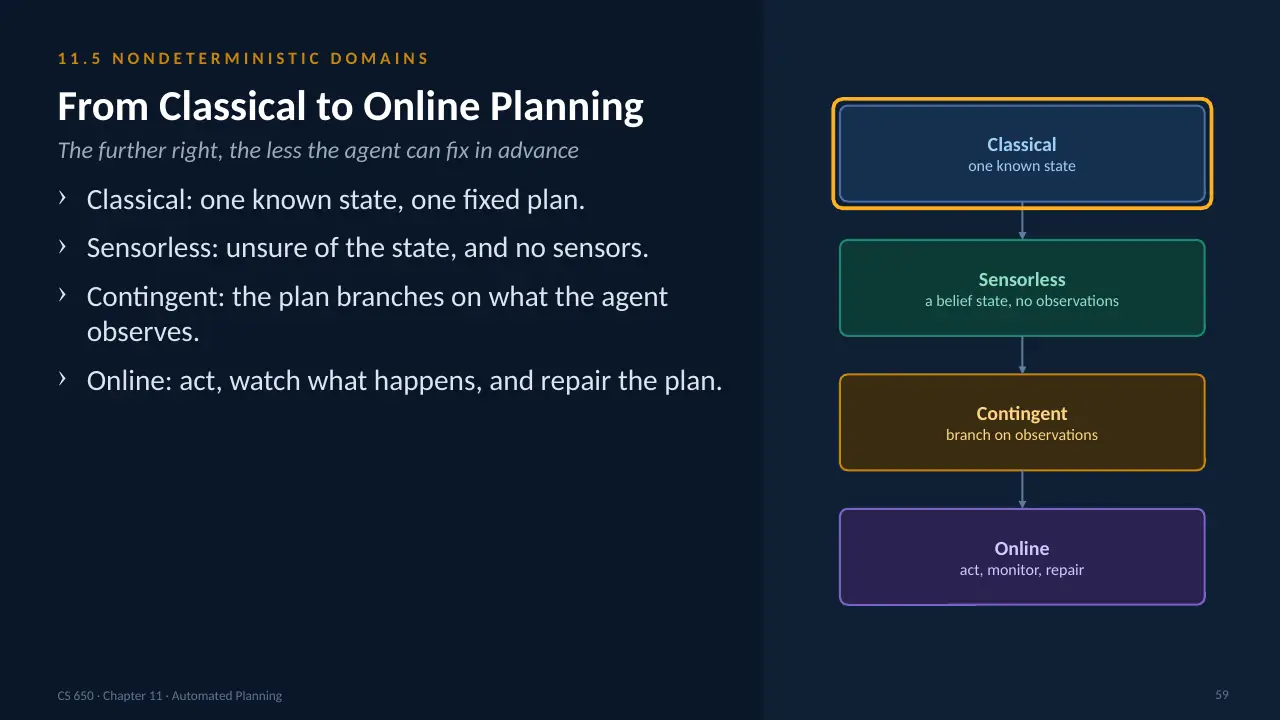 11.5 NONDETERMINISTIC DOMAINS
From Classical to Online Planning
The further right, the less the agent can fix in advance
› Classical: one known state, one fixed plan.
› Sensorless: unsure of the state, and no sensors.
› Contingent: the plan branches on what the agent
observes.
› Online: act, watch what happens, and repair the plan.
Classical
one known state
Sensorless
a belief state, no observations
Contingent
branch on observations
Online
act, monitor, repair
CS 650 · Chapter 11 · Automated Planning
59